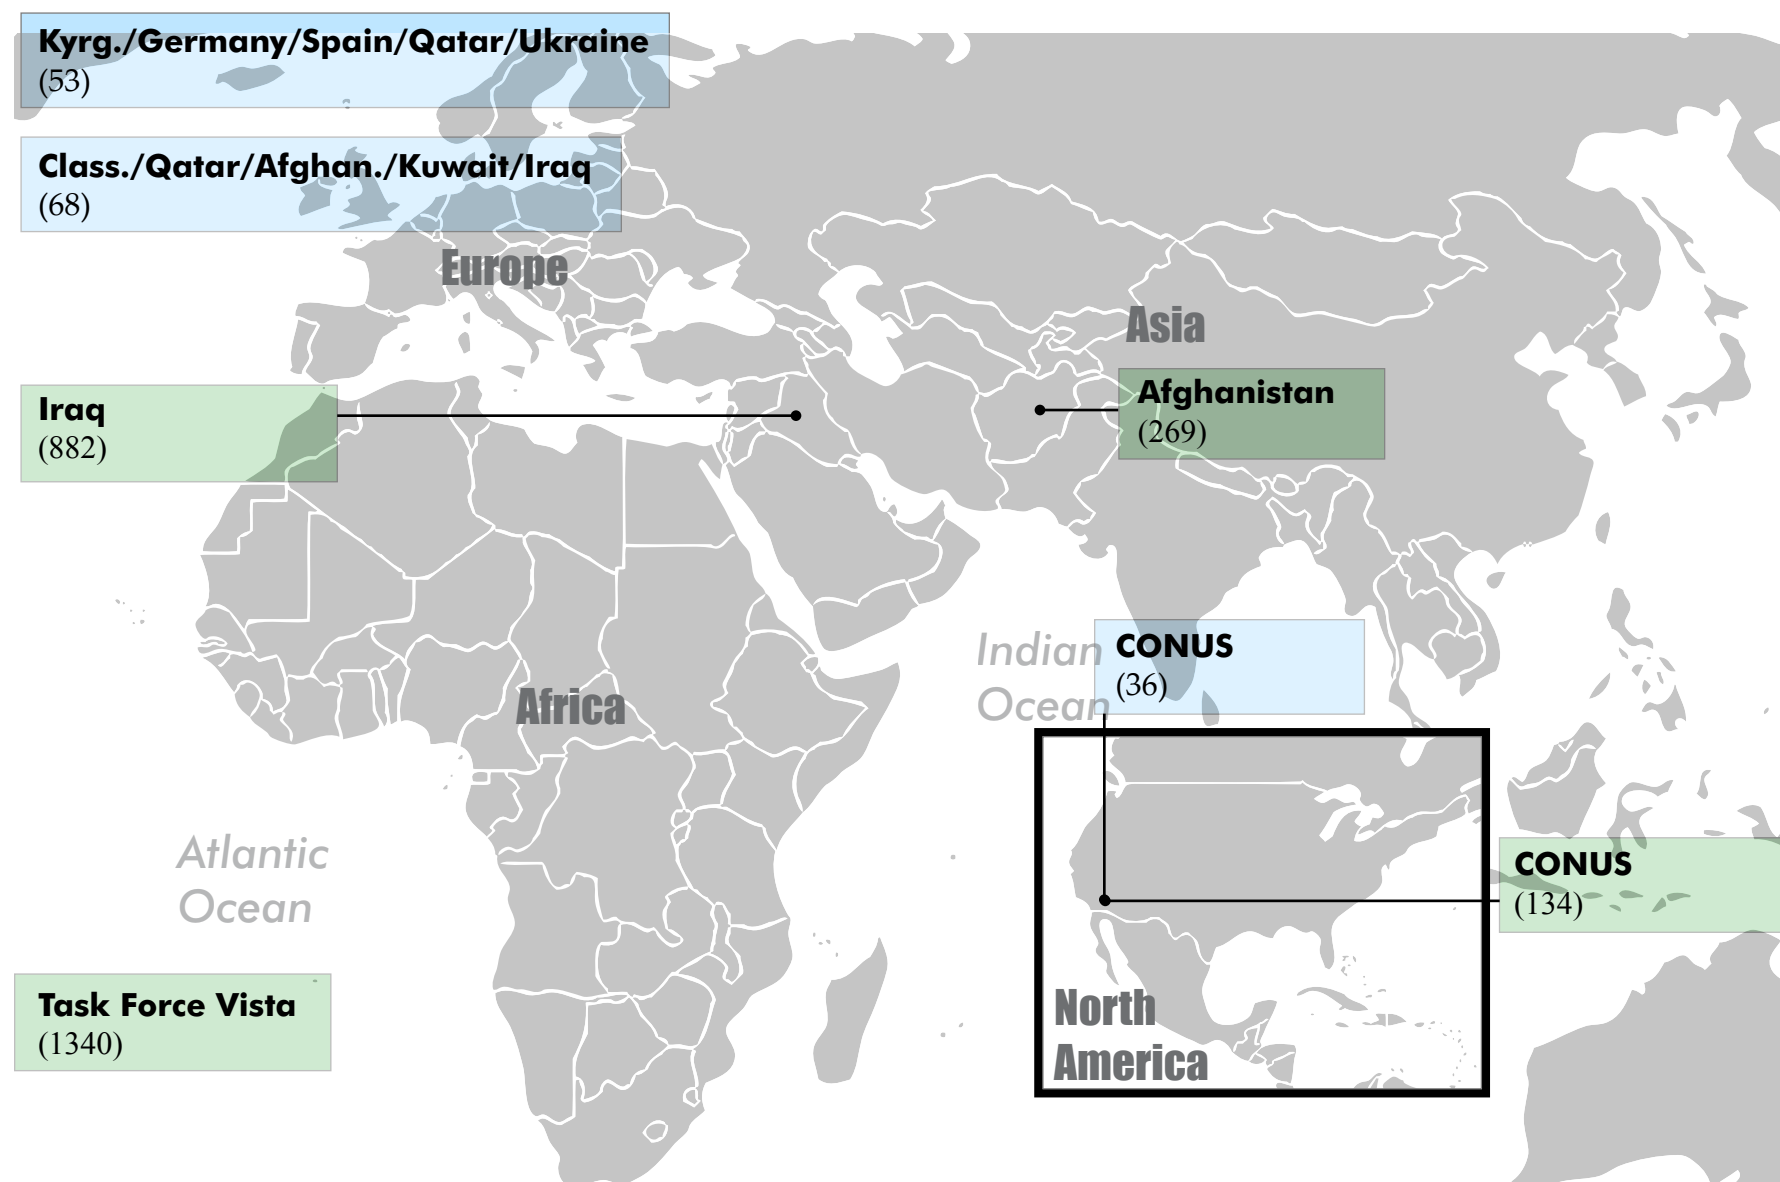 Kyrg./Germany/Spain/Qatar/Ukraine
(53)
Class./Qatar/Afghan./Kuwait/Iraq
(68)
Europe
Asia
Iraq
(882)
Afghanistan
(269)
Indian
Ocean
CONUS
(36)
Africa
Atlantic
Ocean
CONUS
(134)
North
America
Task Force Vista
(1340)